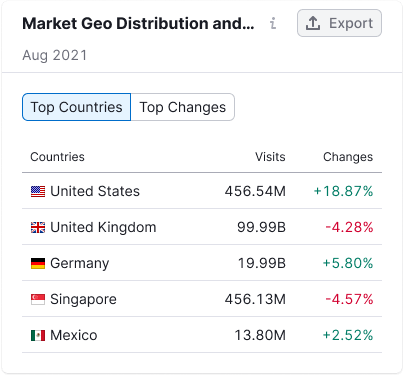 Market Geo Distribution and...
Export
Aug 2021
Top Countries Top Changes
Countries Visits Changes
United States 456.54M +18.87%
United Kingdom 99.99B -4.28%
Germany 19.99B +5.80%
Singapore 456.13M -4.57%
Mexico 13.80M +2.52%